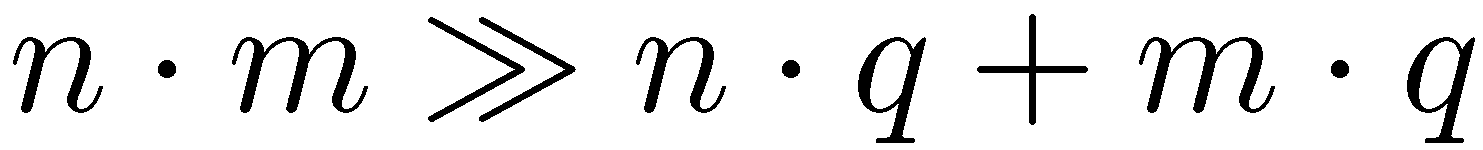 n · m ≫ n · q + m · q